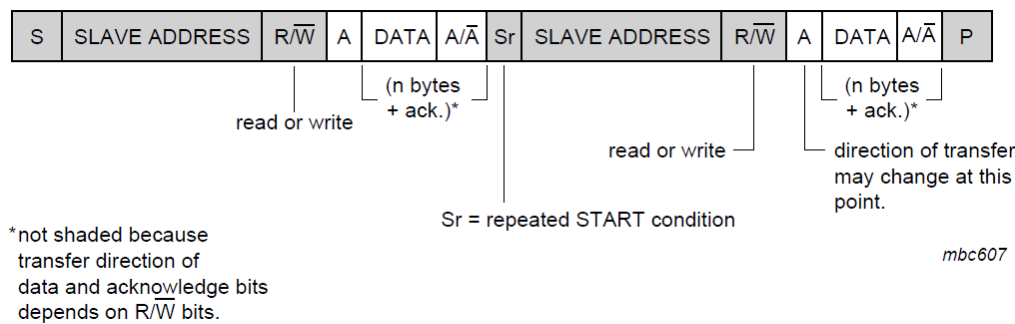 S SLAVE ADDRESS R/W̅ A DATA A/A̅ Sr SLAVE ADDRESS R/W̅ A DATA A/A̅ P
(n bytes
+ ack.)*
(n bytes
+ ack.)*
read or write
read or write
direction of transfer
may change at this
point.
Sr = repeated START condition
*not shaded because
transfer direction of
data and acknowledge bits
depends on R/W̅ bits.
mbc607